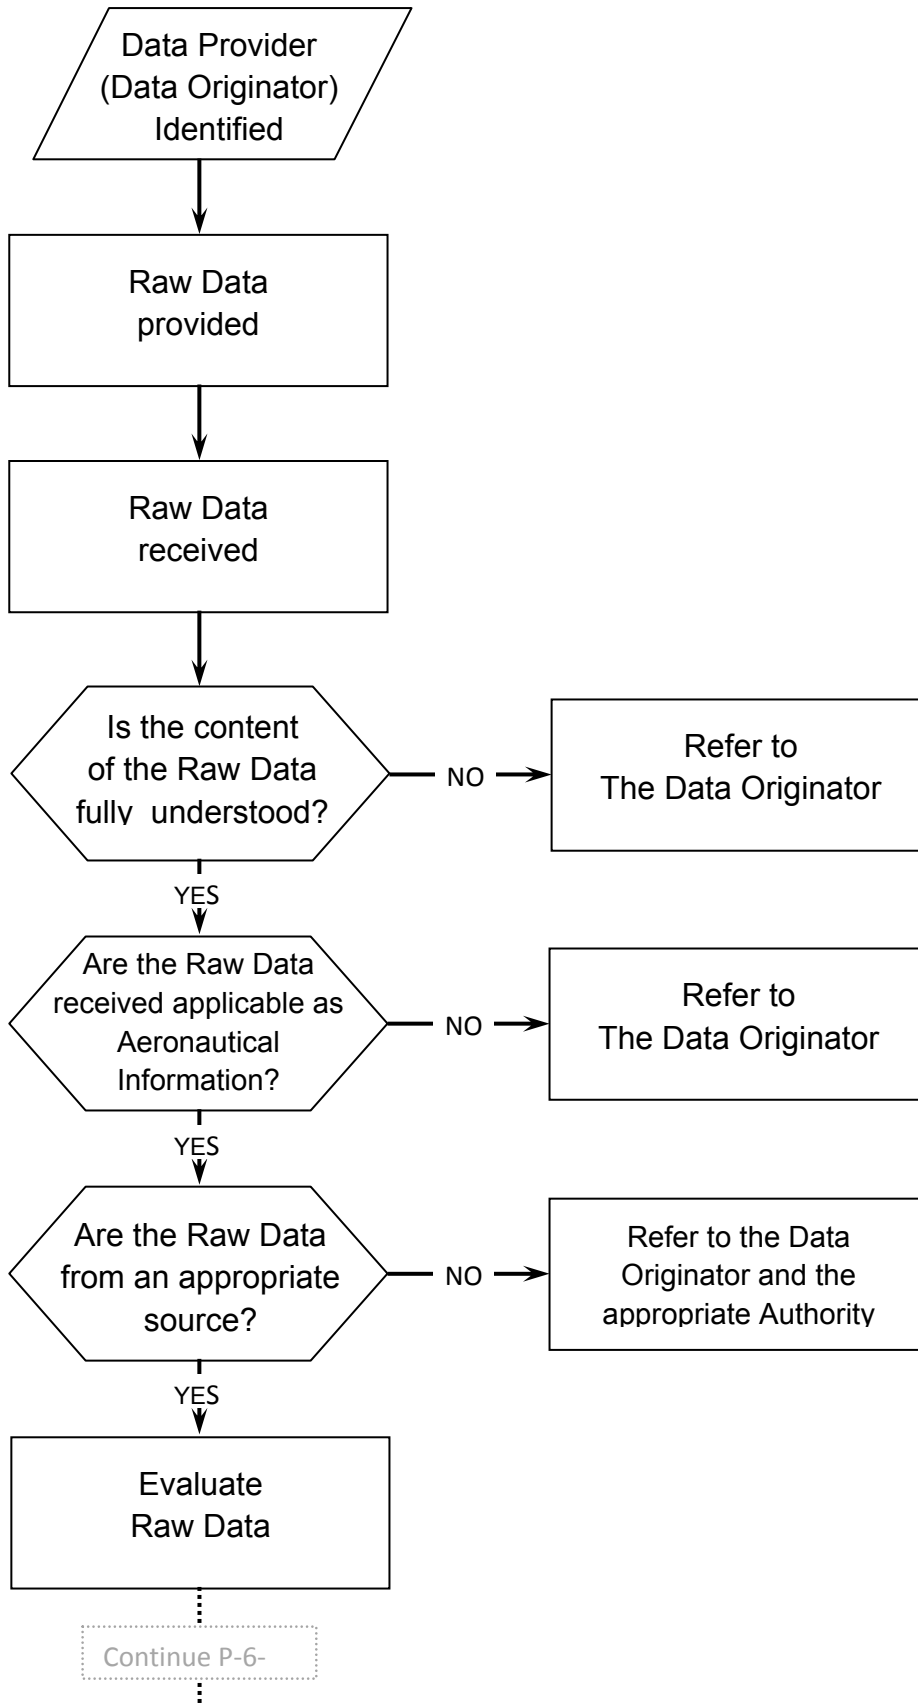 Data Provider
(Data Originator)
Identified
Raw Data
provided
Raw Data
received
Is the content
of the Raw Data
fully understood?
NO
Refer to
The Data Originator
YES
Are the Raw Data
received applicable as
Aeronautical
Information?
NO
Refer to
The Data Originator
YES
Are the Raw Data
from an appropriate
source?
NO
Refer to the Data
Originator and the
appropriate Authority
YES
Evaluate
Raw Data
Continue P-6-